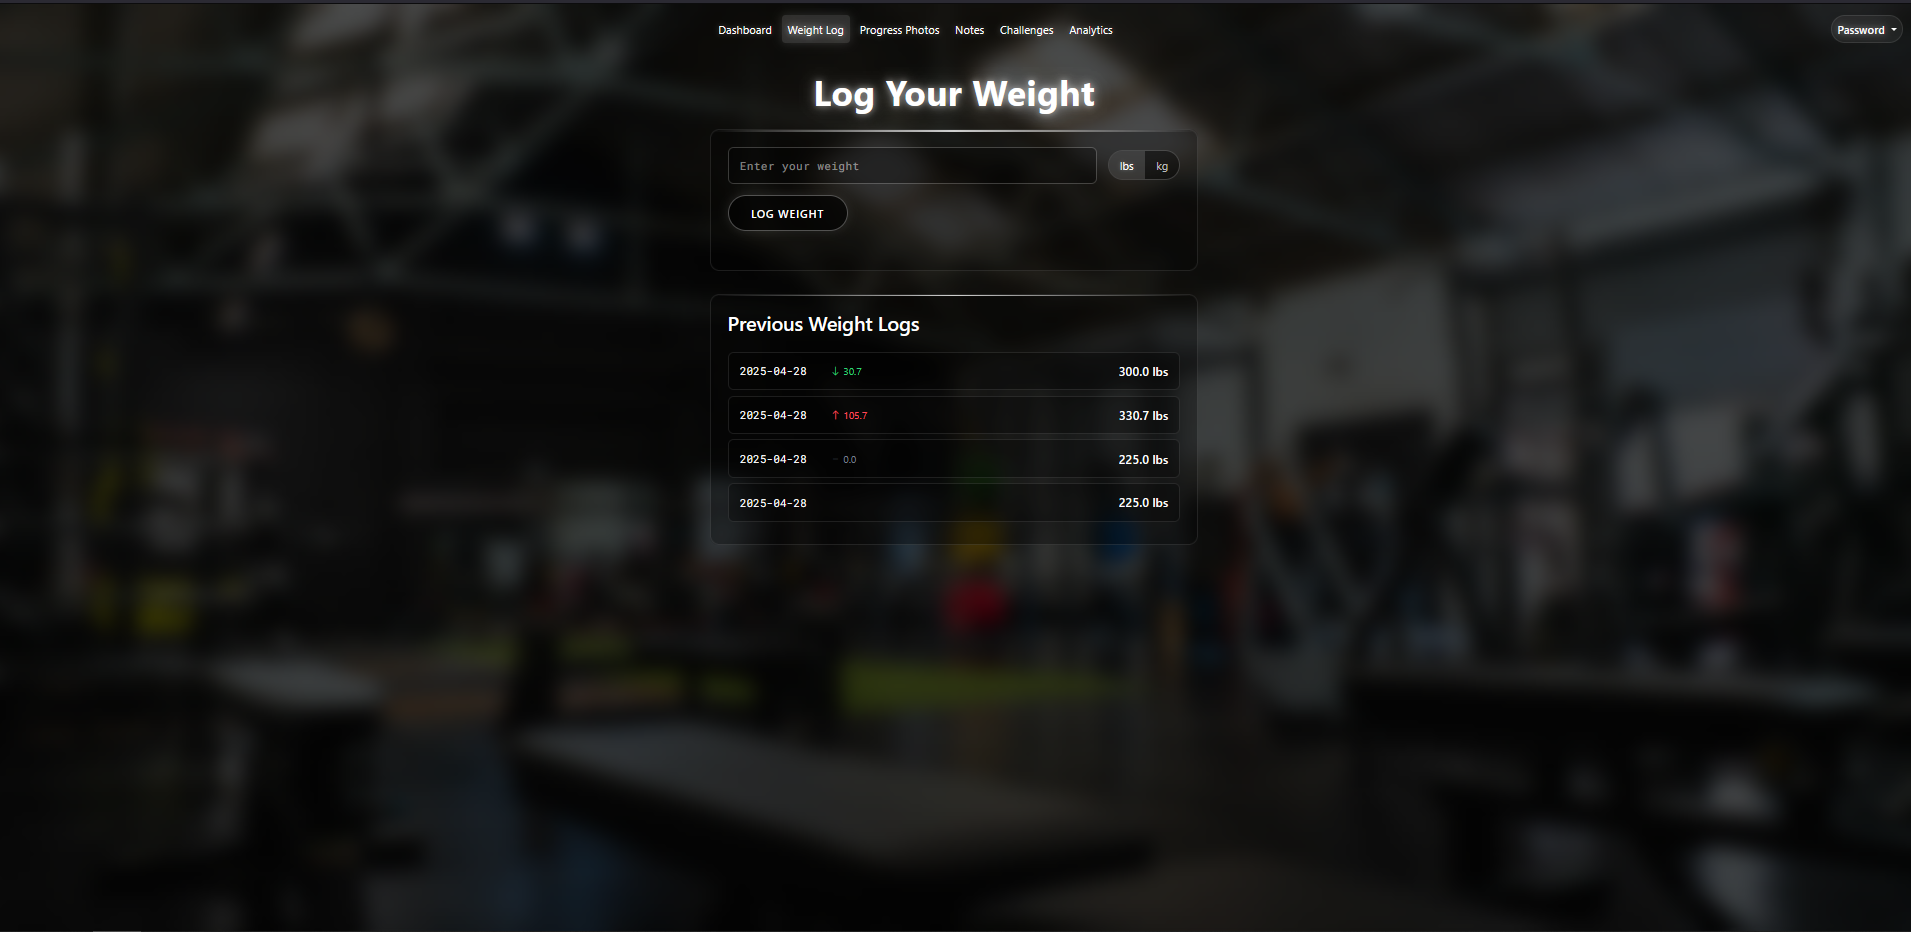 Dashboard Weight Log Progress Photos Notes Challenges Analytics Password
Log Your Weight
Enter your weight lbs kg
LOG WEIGHT
Previous Weight Logs
2025-04-28 ↓ 30.7 300.0 lbs
2025-04-28 ↑ 105.7 330.7 lbs
2025-04-28 - 0.0 225.0 lbs
2025-04-28 225.0 lbs